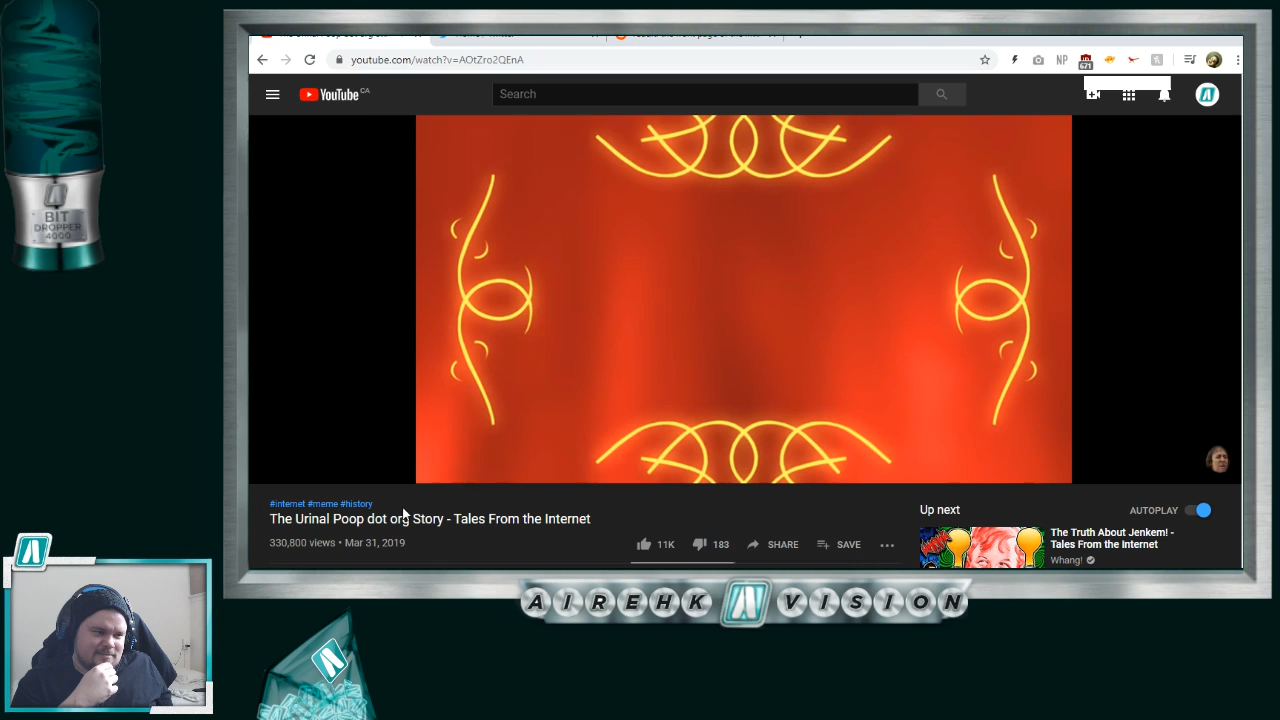 youtube.com/watch?v=AOtZro2QEnA
NP
671
YouTube CA
Search
BIT
DROPPER
4000
#internet #meme #history
The Urinal Poop dot org Story - Tales From the Internet
330,800 views • Mar 31, 2019
11K
183
SHARE
SAVE
Up next
AUTOPLAY
The Truth About Jenkem! -
Tales From the Internet
Whang!
AIREHK VISION